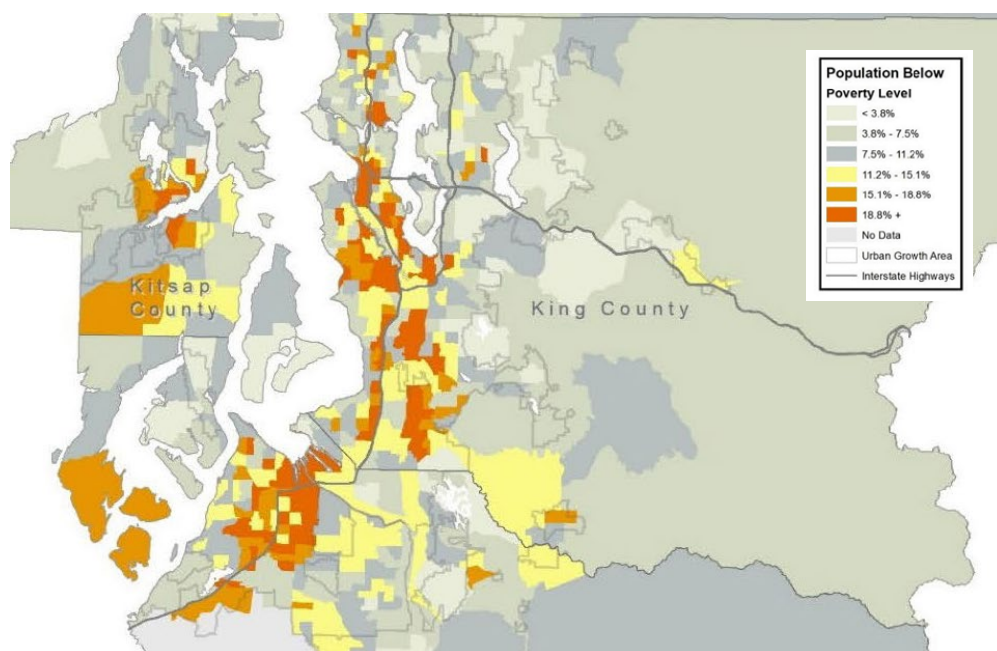 Population Below
Poverty Level
< 3.8%
3.8% - 7.5%
7.5% - 11.2%
11.2% - 15.1%
15.1% - 18.8%
18.8% +
No Data
Urban Growth Area
Interstate Highways
Kitsap
County
King County